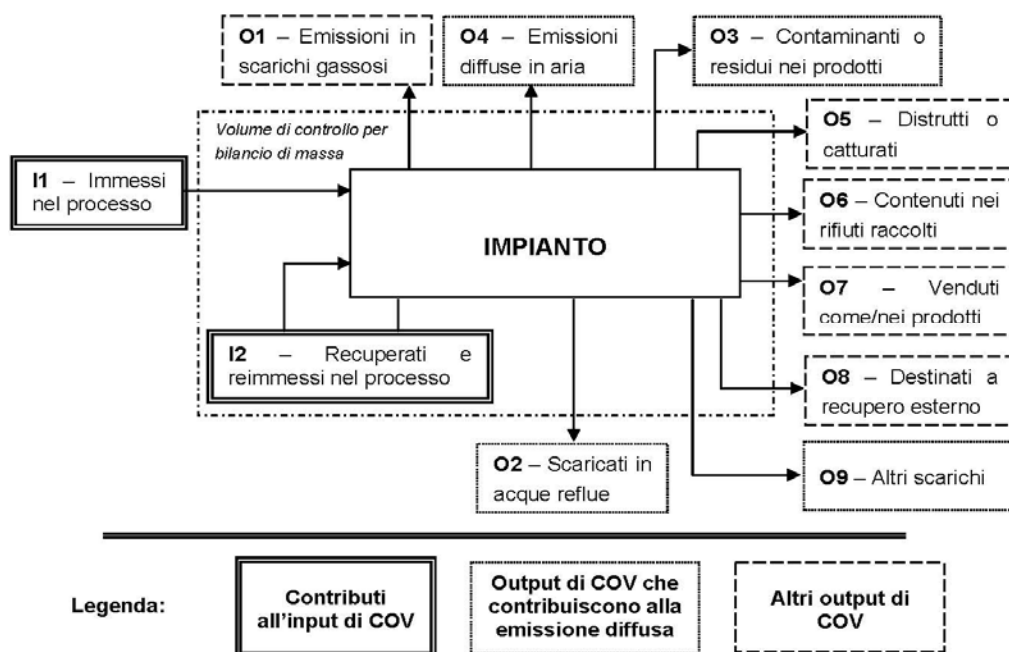 O1 – Emissioni in
scarichi gassosi
O4 – Emissioni
diffuse in aria
O3 – Contaminanti o
residui nei prodotti
Volume di controllo per
bilancio di massa
O5 – Distrutti o
catturati
I1 – Immessi
nel processo
O6 – Contenuti nei
rifiuti raccolti
IMPIANTO
O7 – Venduti
come/nei prodotti
I2 – Recuperati e
reimmessi nel processo
O8 – Destinati a
recupero esterno
O2 – Scaricati in
acque reflue
O9 – Altri scarichi
Legenda:
Contributi
all'input di COV
Output di COV che
contribuiscono alla
emissione diffusa
Altri output di
COV